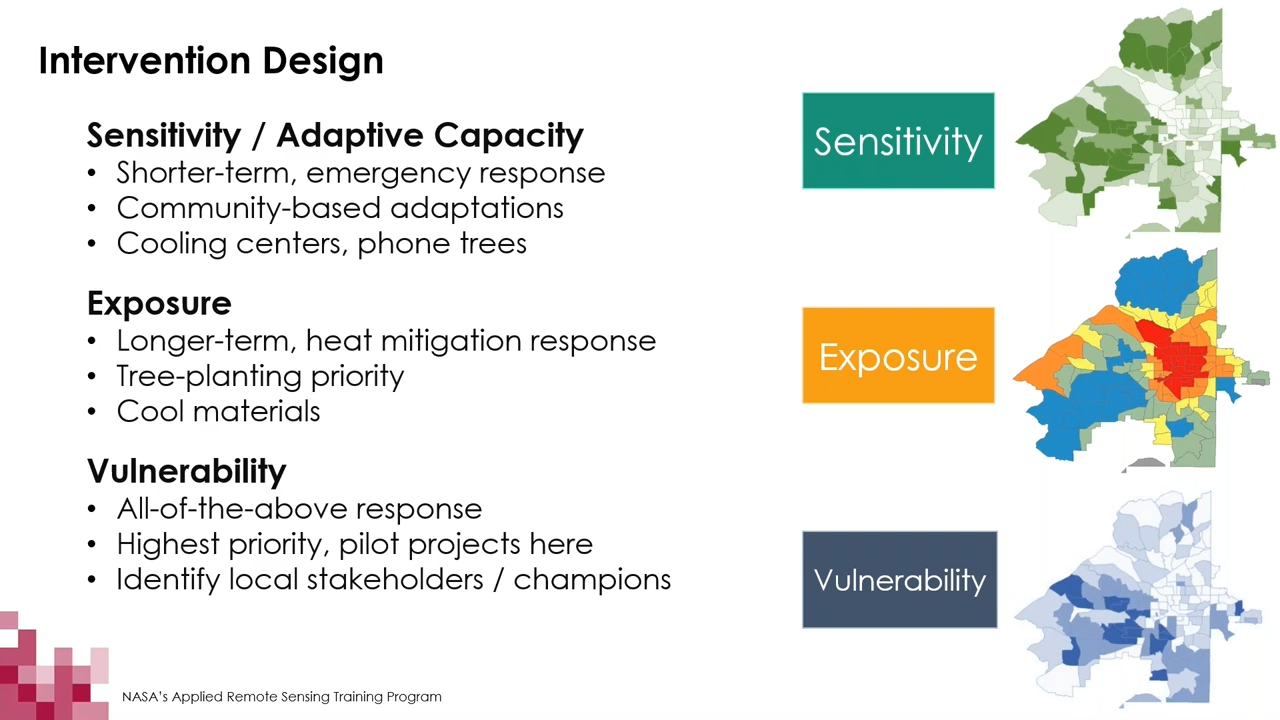 Intervention Design
Sensitivity / Adaptive Capacity
• Shorter-term, emergency response
• Community-based adaptations
• Cooling centers, phone trees
Exposure
• Longer-term, heat mitigation response
• Tree-planting priority
• Cool materials
Vulnerability
• All-of-the-above response
• Highest priority, pilot projects here
• Identify local stakeholders / champions
Sensitivity
Exposure
Vulnerability
NASA's Applied Remote Sensing Training Program